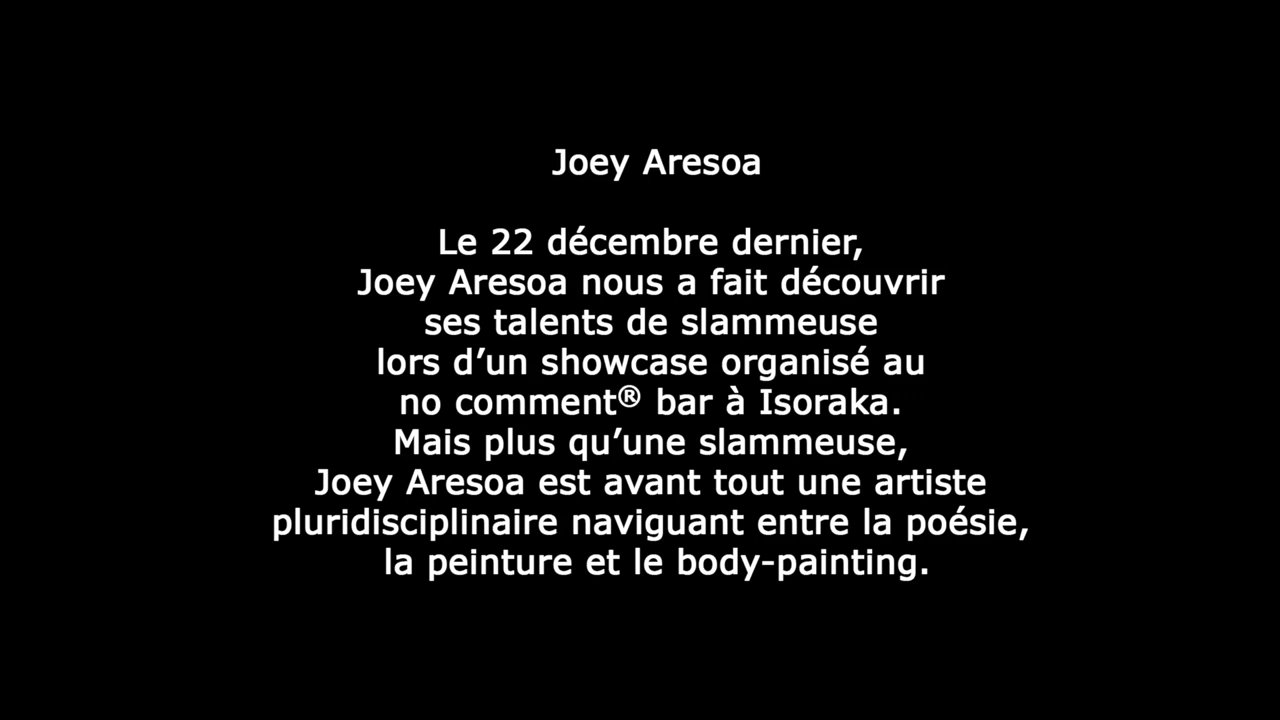 Joey Aresoa
Le 22 décembre dernier,
Joey Aresoa nous a fait découvrir
ses talents de slammeuse
lors d’un showcase organisé au
no comment® bar à Isoraka.
Mais plus qu’une slammeuse,
Joey Aresoa est avant tout une artiste
pluridisciplinaire naviguant entre la poésie,
la peinture et le body-painting.